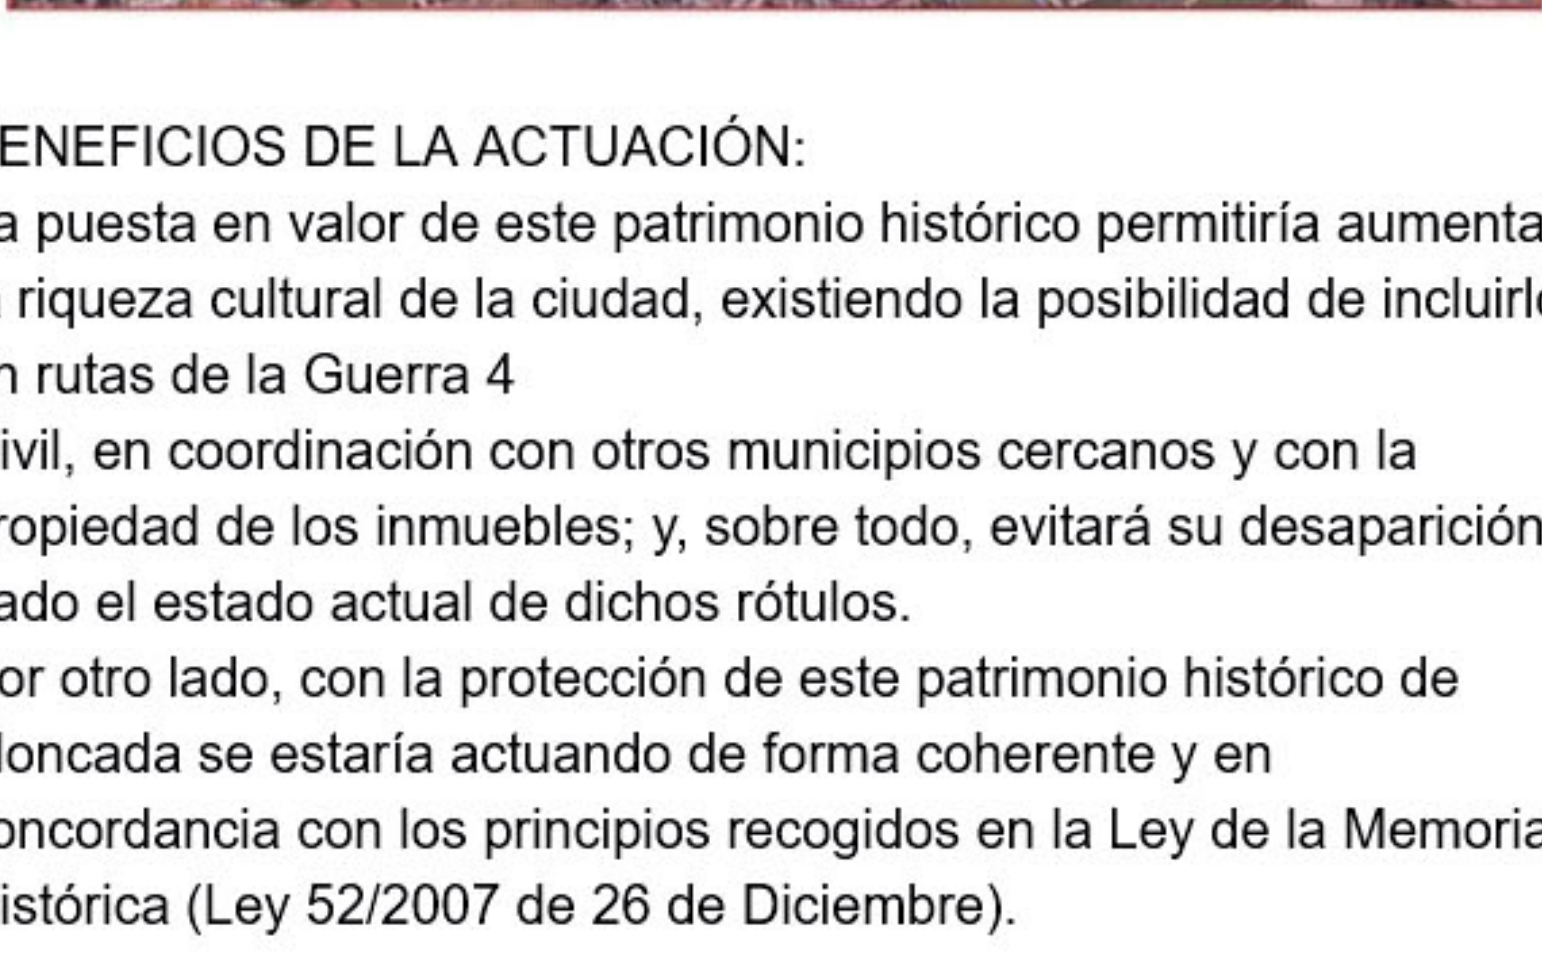 ENEFICIOS DE LA ACTUACIÓN:
a puesta en valor de este patrimonio histórico permitiría aumenta
riqueza cultural de la ciudad, existiendo la posibilidad de incluirlo
n rutas de la Guerra 4
ivil, en coordinación con otros municipios cercanos y con la
ropiedad de los inmuebles; y, sobre todo, evitará su desaparición
ado el estado actual de dichos rótulos.
or otro lado, con la protección de este patrimonio histórico de
oncada se estaría actuando de forma coherente y en
oncordancia con los principios recogidos en la Ley de la Memoria
istórica (Ley 52/2007 de 26 de Diciembre).